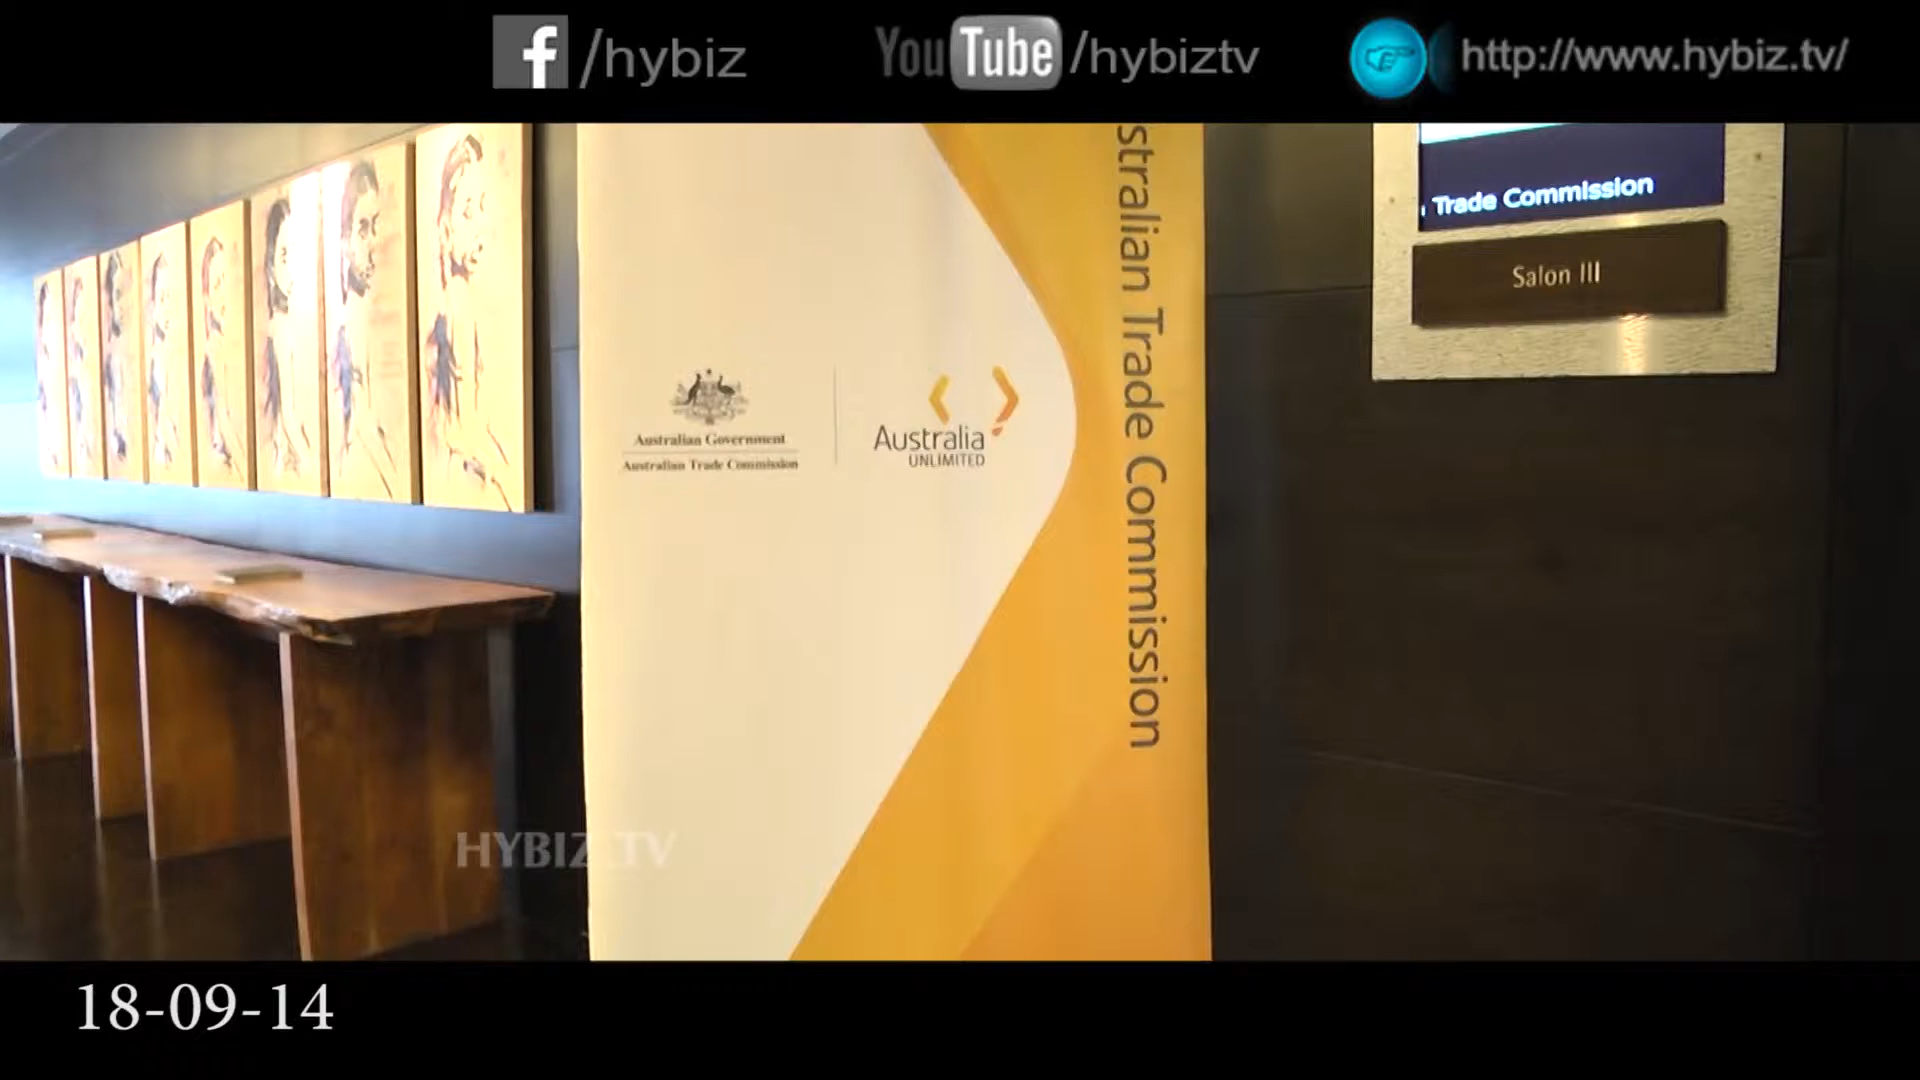 /hybiz
YouTube/hybiztv
http://www.hybiz.tv/
Trade Commission
Salon III
stralian Trade Commission
Australian Government
Australian Trade Commission
Australia
UNLIMITED
HYBIZ.TV
18-09-14